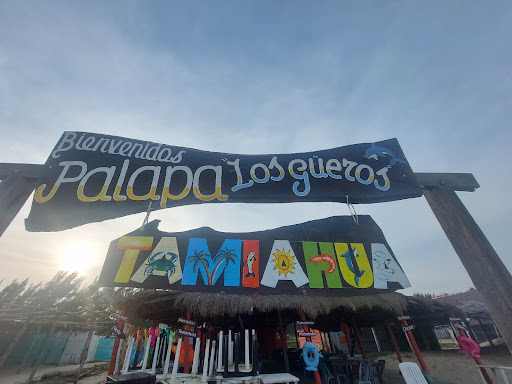 Bienvenidos
Palapa "Los güeros"
TAMIAHUA